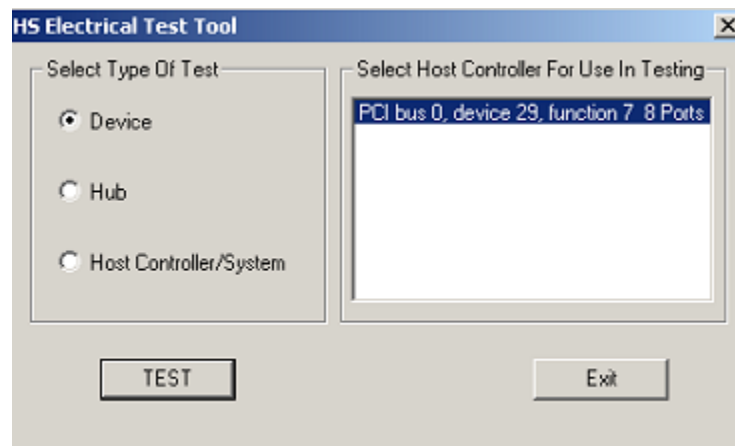 HS Electrical Test Tool
Select Type Of Test
Select Host Controller For Use In Testing
Device
PCI bus 0, device 29, function 7 8 Ports
Hub
Host Controller/System
TEST
Exit